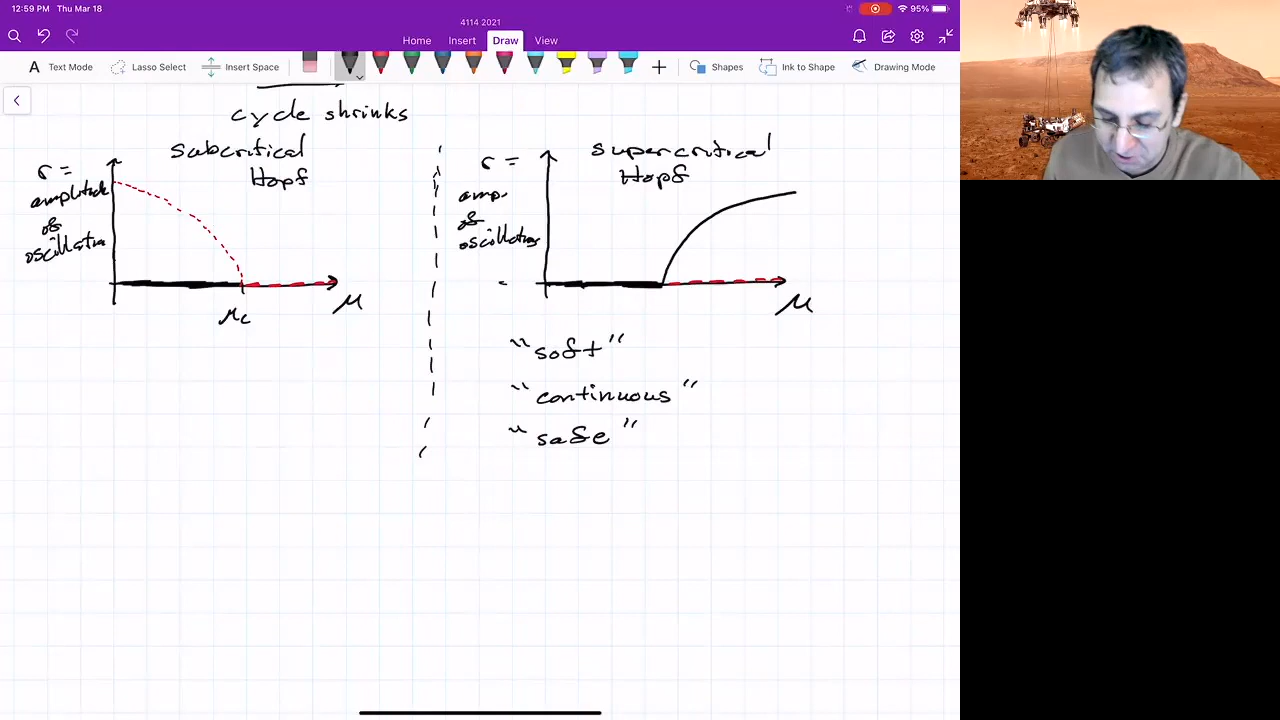 12:59 PM Thu Mar 18
95%
4114 2021
Home Insert Draw View
A Text Mode Lasso Select Insert Space Shapes Ink to Shape Drawing Mode
cycle shrinks
subcritical
Hopf
r =
amplitude
of
oscillation
μc
μ
supercritical
Hopf
r =
amp.
of
oscillations
μ
"soft"
"continuous"
"safe"